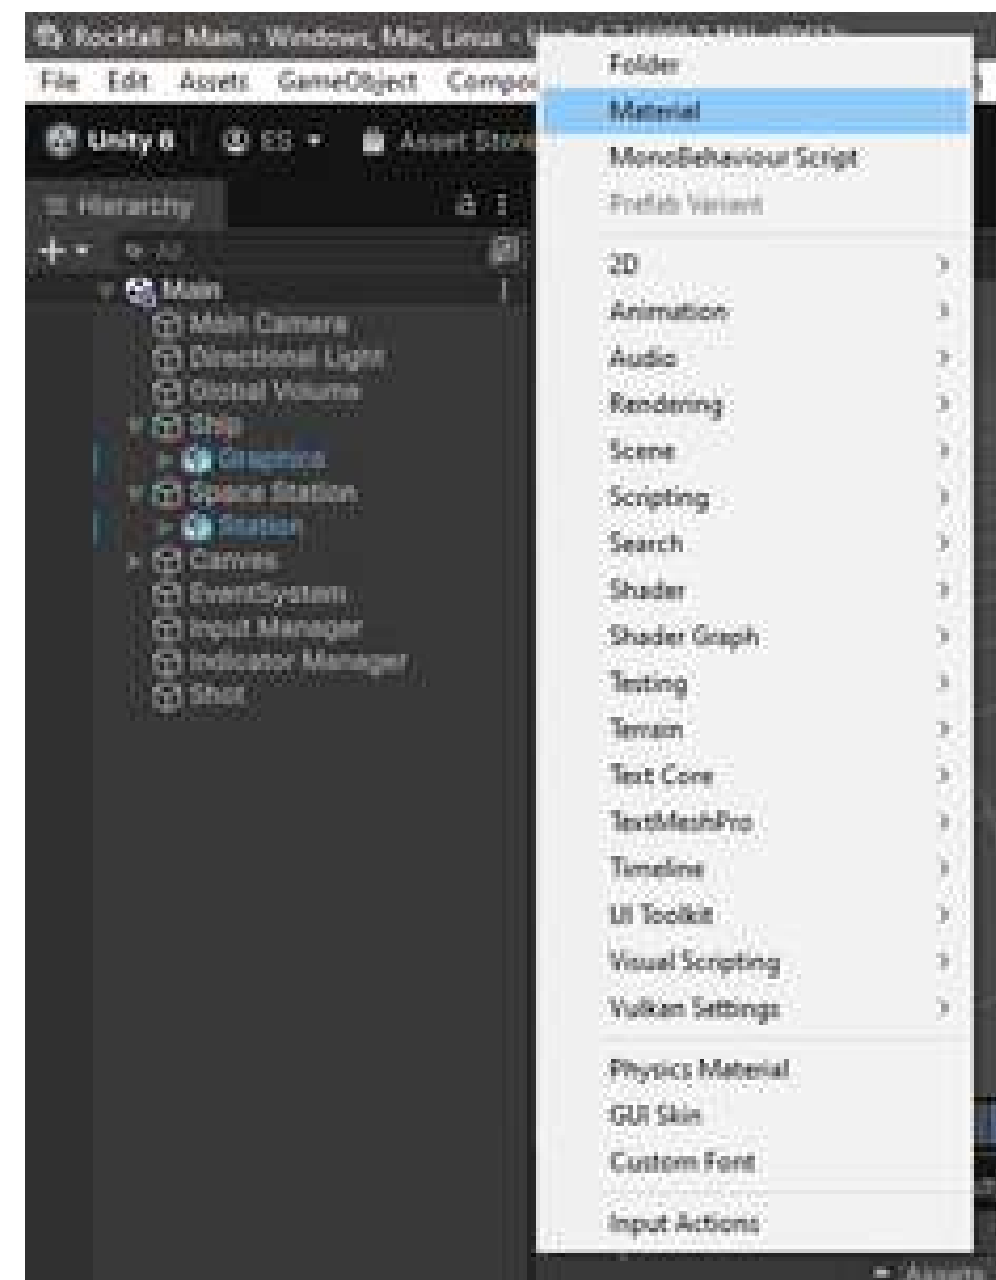 Rockfall - Main - Windows, Mac, Linux -
File Edit Assets GameObject Compo
Unity 6 ES Asset Store
Hierarchy
All
Main
Main Camera
Directional Light
Global Volume
Ship
Graphics
Space Station
Station
Canvas
EventSystem
Input Manager
Indicator Manager
Shot
Folder
Material
MonoBehaviour Script
Prefab Variant
2D
Animation
Audio
Rendering
Scene
Scripting
Search
Shader
Shader Graph
Testing
Terrain
Text Core
TextMeshPro
Timeline
UI Toolkit
Visual Scripting
Vulkan Settings
Physics Material
GUI Skin
Custom Font
Input Actions
Assets